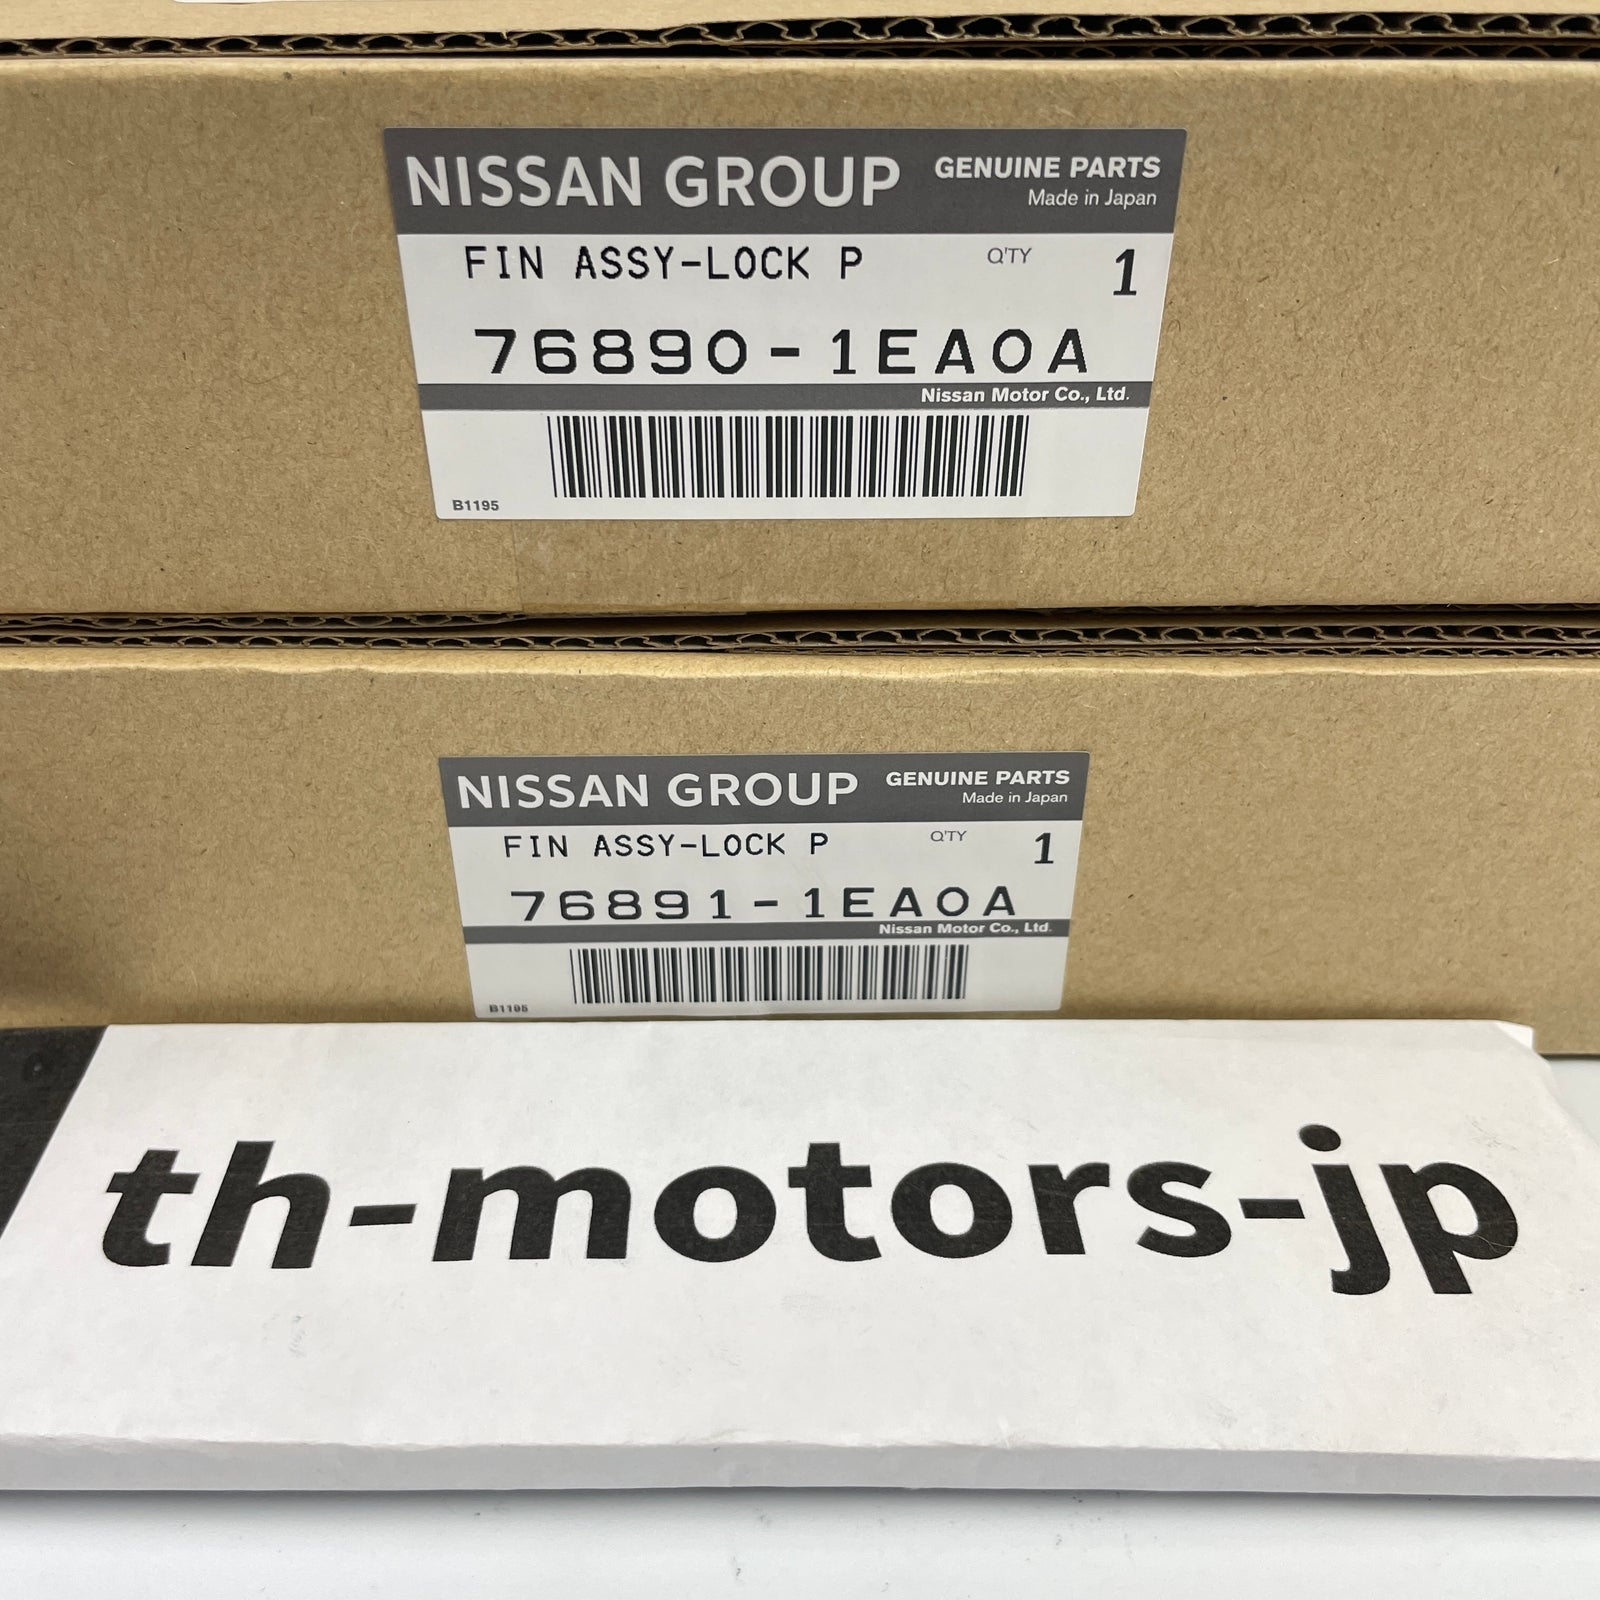 NISSAN GROUP GENUINE PARTS
Made in Japan
FIN ASSY-LOCK P Q'TY 1
76890-1EA0A
Nissan Motor Co., Ltd.
B1195
NISSAN GROUP GENUINE PARTS
Made in Japan
FIN ASSY-LOCK P Q'TY 1
76891-1EA0A
Nissan Motor Co., Ltd.
B1195
th-motors-jp